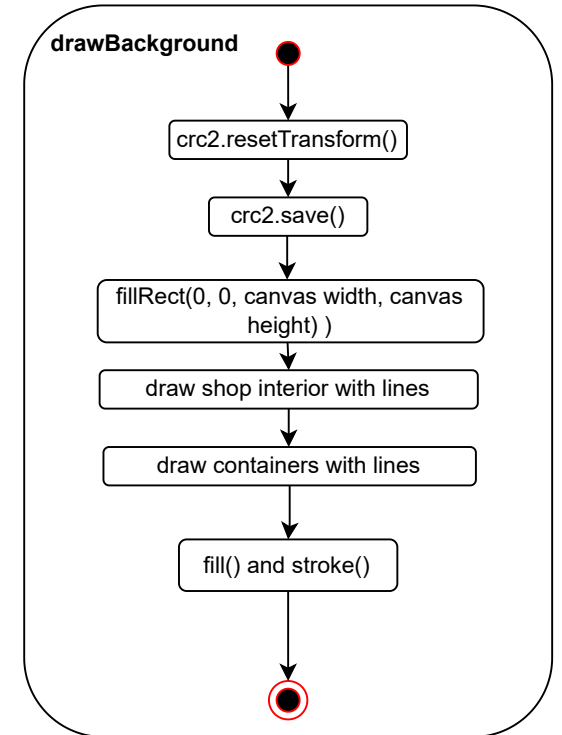 drawBackground
crc2.resetTransform()
crc2.save()
fillRect(0, 0, canvas width, canvas
height) )
draw shop interior with lines
draw containers with lines
fill() and stroke()